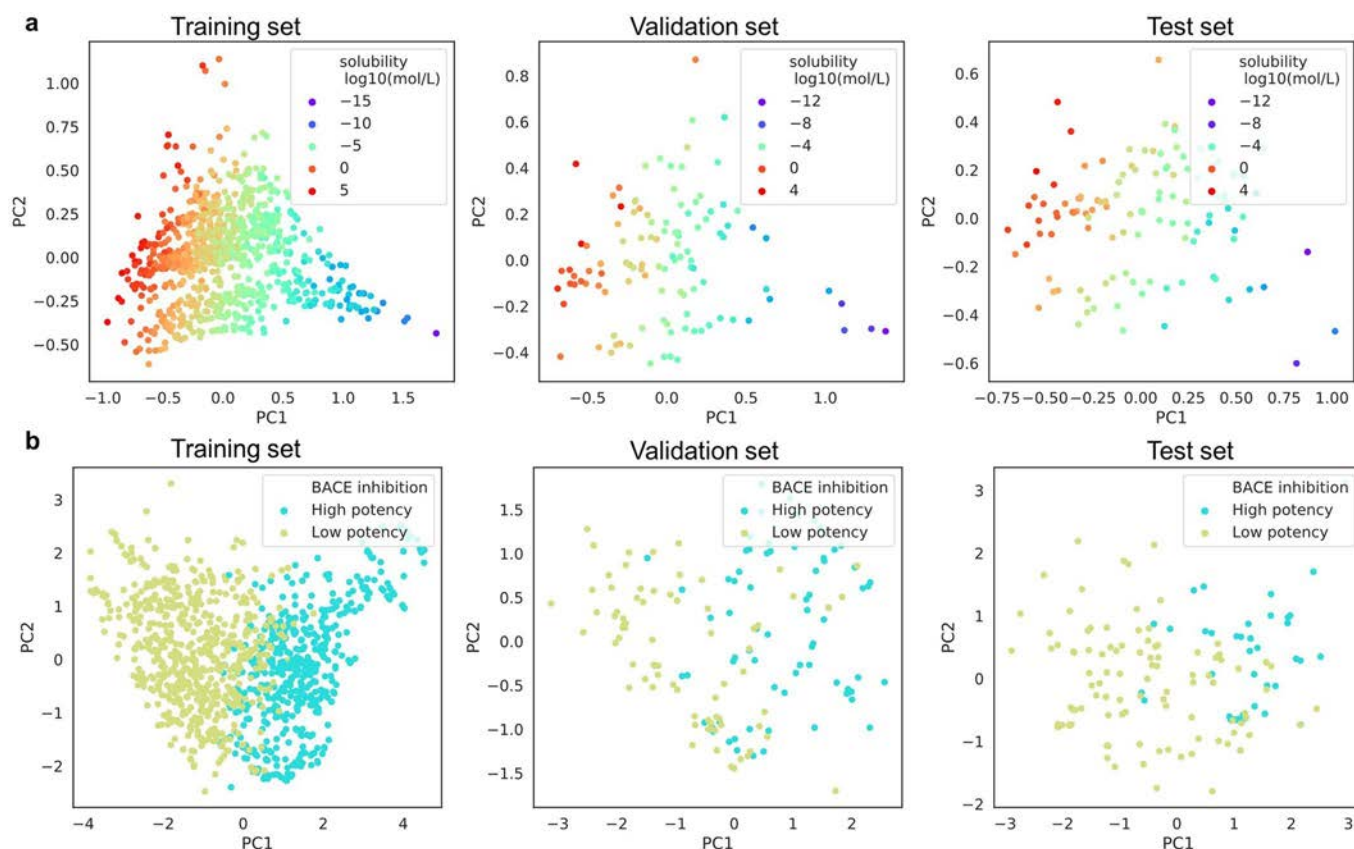 a
Training set
Validation set
Test set
solubility
log10(mol/L)
−15
−10
−5
0
5
1.00
0.75
0.50
0.25
0.00
−0.25
−0.50
PC2
−1.0 −0.5 0.0 0.5 1.0 1.5
PC1
solubility
log10(mol/L)
−12
−8
−4
0
4
0.8
0.6
0.4
0.2
0.0
−0.2
−0.4
PC2
−0.5 0.0 0.5 1.0
PC1
solubility
log10(mol/L)
−12
−8
−4
0
4
0.6
0.4
0.2
0.0
−0.2
−0.4
−0.6
PC2
−0.75 −0.50 −0.25 0.00 0.25 0.50 0.75 1.00
PC1
b
Training set
Validation set
Test set
BACE inhibition
High potency
Low potency
3
2
1
0
−1
−2
PC2
−4 −2 0 2 4
PC1
BACE inhibition
High potency
Low potency
1.5
1.0
0.5
0.0
−0.5
−1.0
−1.5
PC2
−3 −2 −1 0 1 2
PC1
BACE inhibition
High potency
Low potency
3
2
1
0
−1
−2
PC2
−3 −2 −1 0 1 2 3
PC1